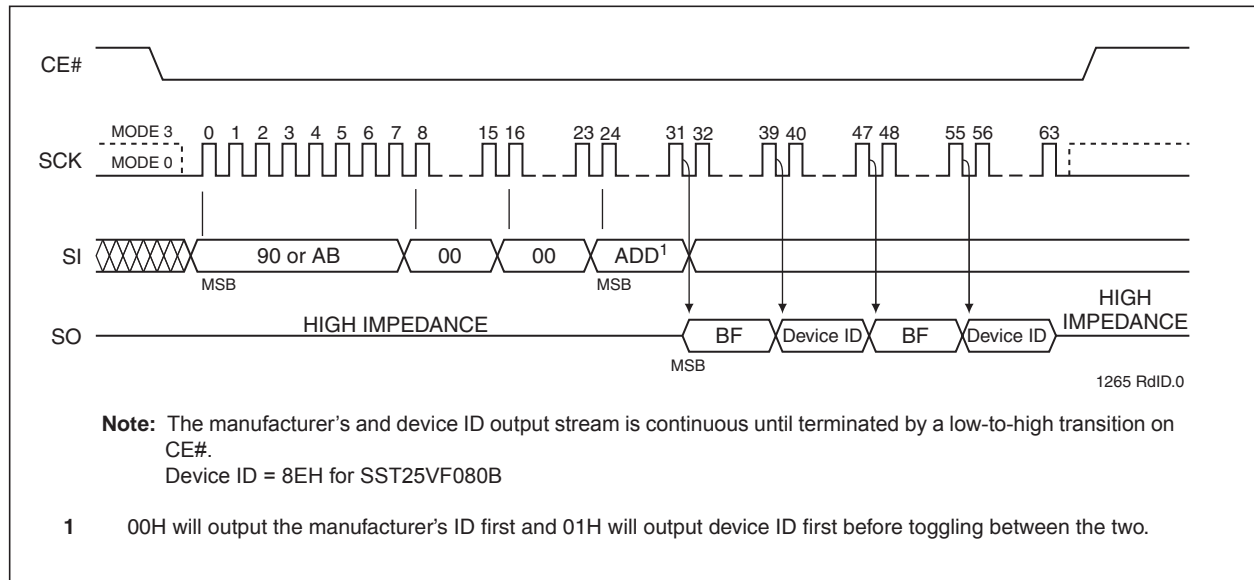 CE#
MODE 3 0 1 2 3 4 5 6 7 8 15 16 23 24 31 32 39 40 47 48 55 56 63
SCK MODE 0
SI 90 or AB 00 00 ADD1
MSB MSB
HIGH IMPEDANCE
SO HIGH IMPEDANCE BF Device ID BF Device ID
MSB
1265 RdID.0
Note: The manufacturer's and device ID output stream is continuous until terminated by a low-to-high transition on
CE#.
Device ID = 8EH for SST25VF080B
1 00H will output the manufacturer's ID first and 01H will output device ID first before toggling between the two.